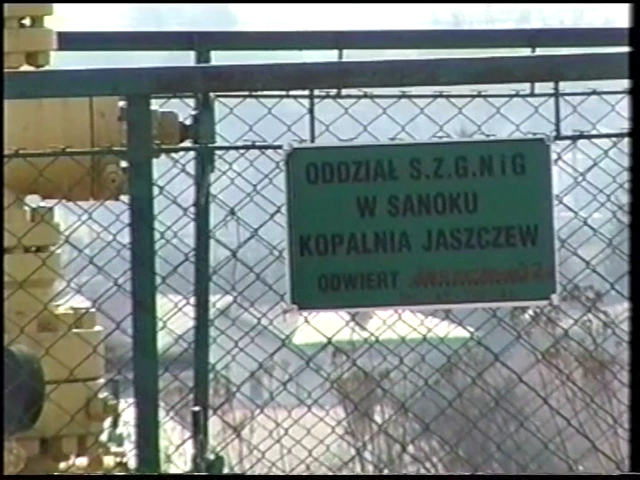 ODDZIAŁ S.Z.G.N i G
W SANOKU
KOPALNIA JASZCZEW
ODWIERT